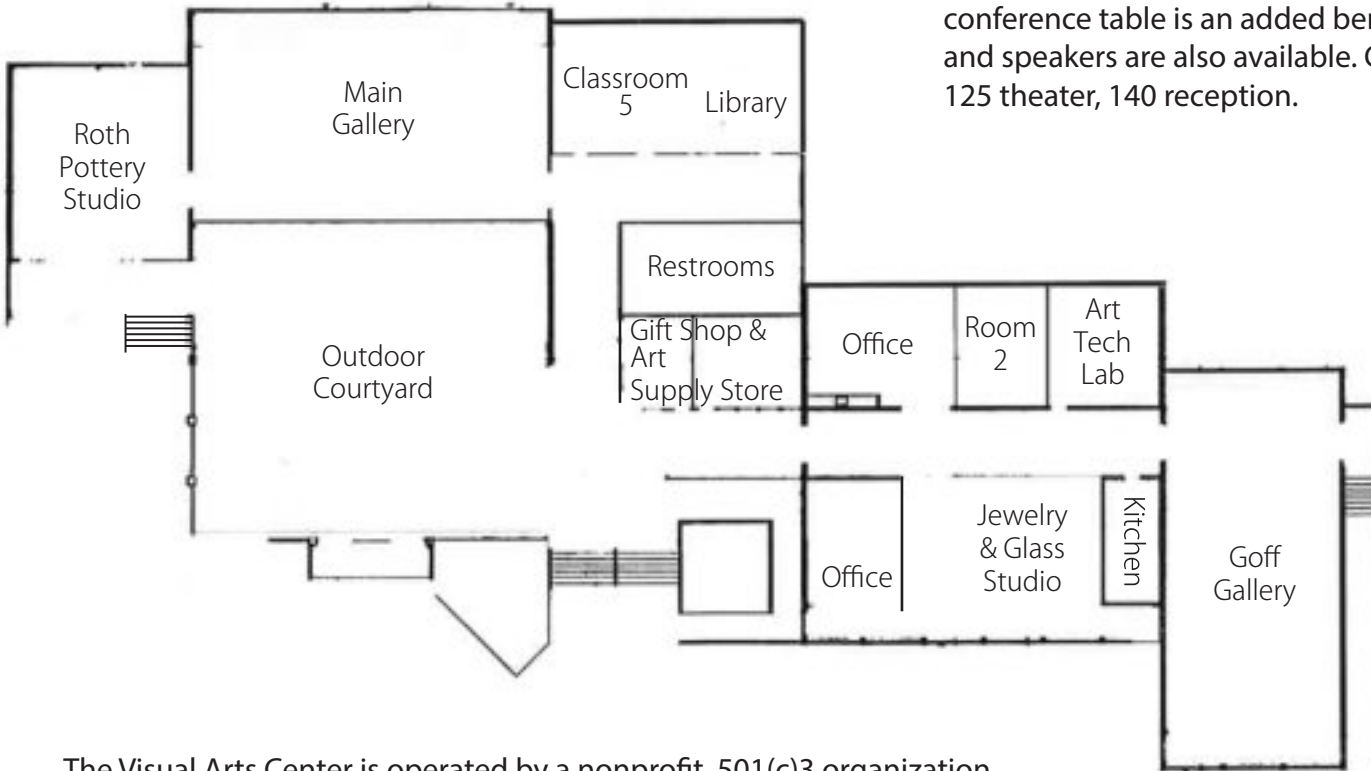 conference table is an added
and speakers are also available.
125 theater, 140 reception.
Main
Gallery
Classroom
5
Library
Roth
Pottery
Studio
Restrooms
Gift Shop &
Art
Supply Store
Office
Room
2
Art
Tech
Lab
Outdoor
Courtyard
Office
Jewelry
& Glass
Studio
Kitchen
Goff
Gallery
The Visual Arts Center is operated by a nonprofit, 501(c)3 organization